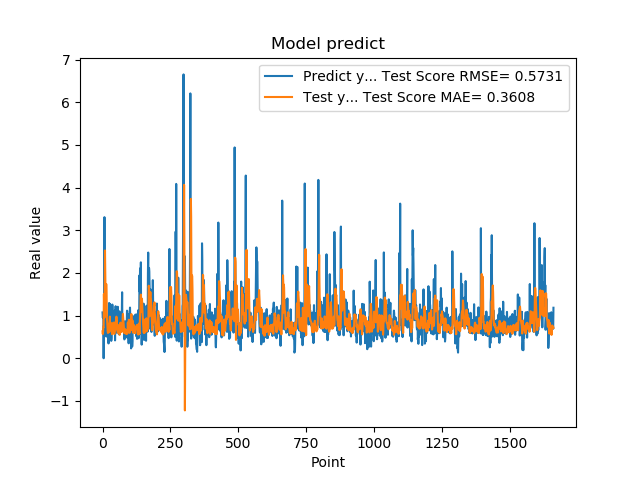 Model predict
Predict y... Test Score RMSE= 0.5731
Test y... Test Score MAE= 0.3608
Real value
7
6
5
4
3
2
1
0
−1
0 250 500 750 1000 1250 1500
Point